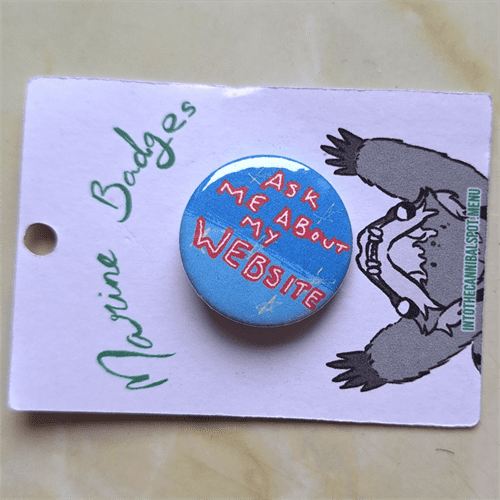 Marine Badges
ASK
ME ABOUT
MY
WEBSITE
INTOTHECANNIBALSPOT.MENU